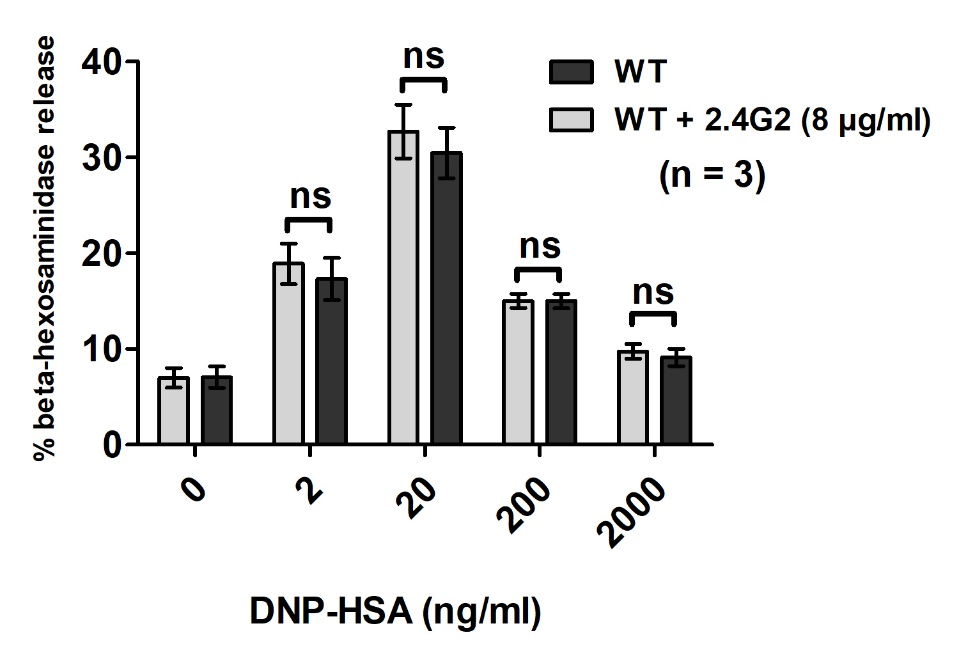 % beta-hexosaminidase release
40
30
20
10
0
ns
ns
ns
ns
WT
WT + 2.4G2 (8 µg/ml)
(n = 3)
0
2
20
200
2000
DNP-HSA (ng/ml)